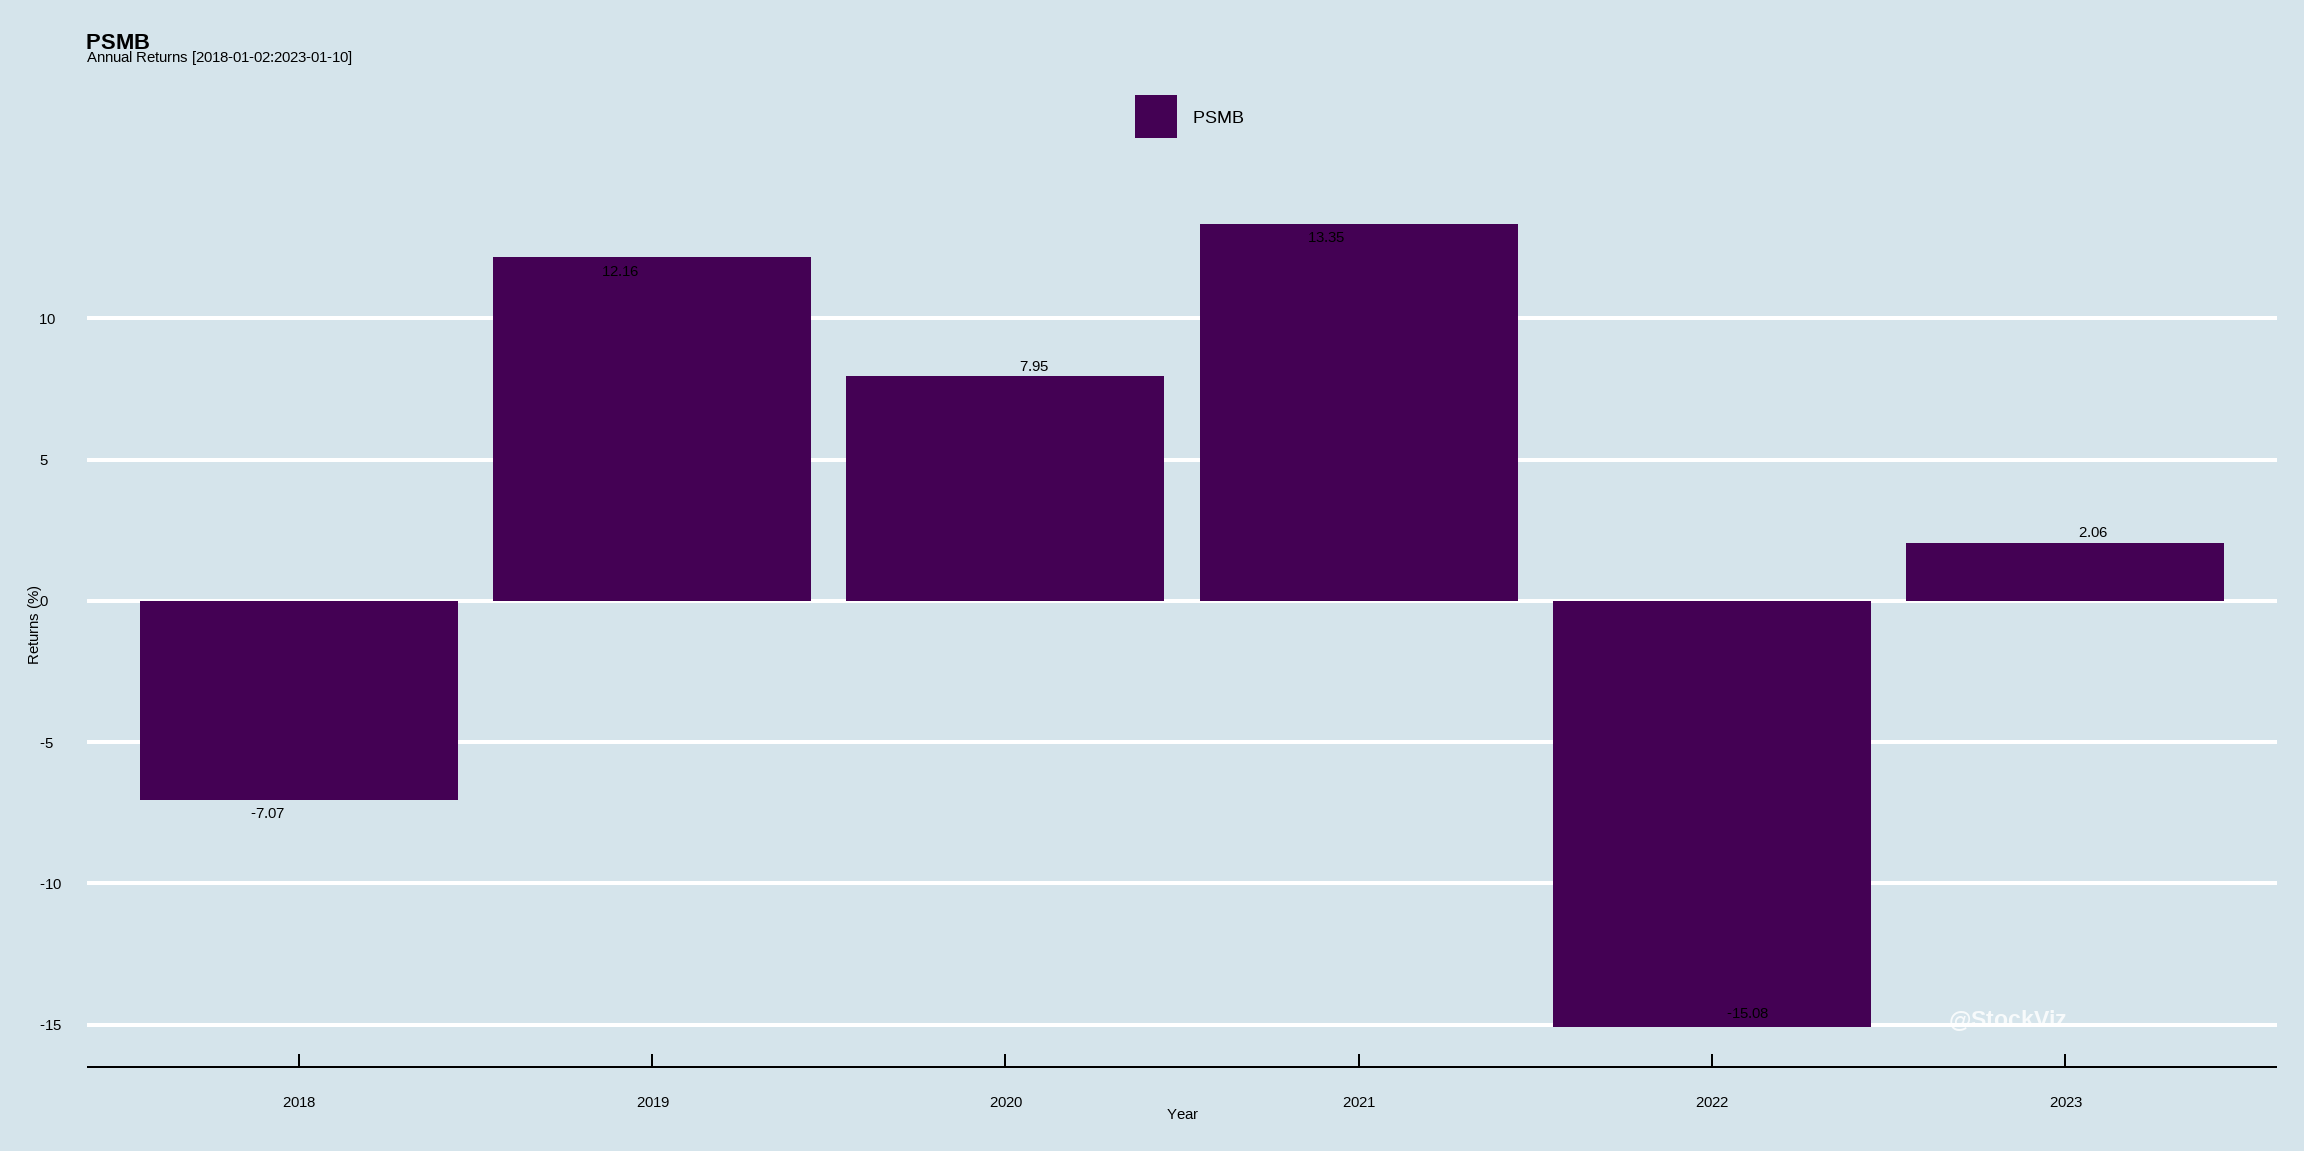 PSMB
Annual Returns [2018-01-02:2023-01-10]
PSMB
13.35
12.16
10
7.95
5
2.06
0
Returns (%)
-5
-7.07
-10
-15.08
-15
@StockViz
2018 2019 2020 2021 2022 2023
Year